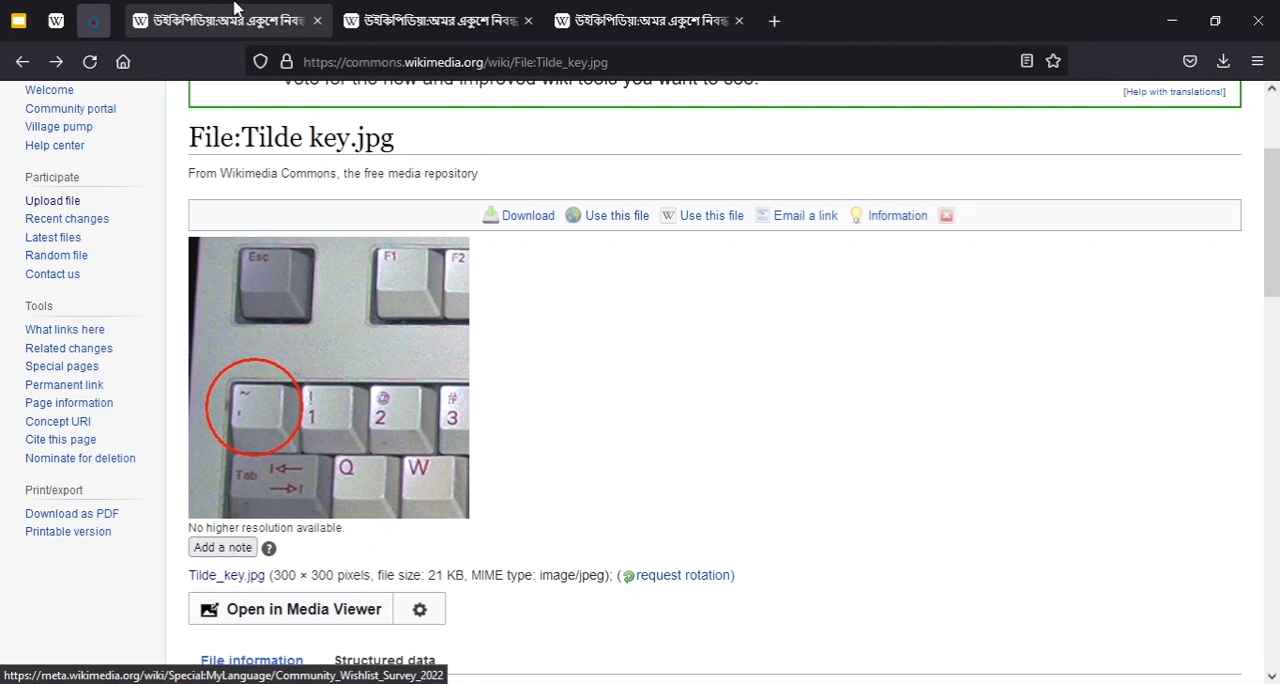 উইকিপিডিয়া:অমর একুশে নিবন্ধ
উইকিপিডিয়া:অমর একুশে নিবন্ধ
উইকিপিডিয়া:অমর একুশে নিবন্ধ
https://commons.wikimedia.org/wiki/File:Tilde_key.jpg
Vote for the new and improved wiki tools you want to see.
[Help with translations!]
Welcome
Community portal
Village pump
Help center
Participate
Upload file
Recent changes
Latest files
Random file
Contact us
Tools
What links here
Related changes
Special pages
Permanent link
Page information
Concept URI
Cite this page
Nominate for deletion
Print/export
Download as PDF
Printable version
File:Tilde key.jpg
From Wikimedia Commons, the free media repository
Download Use this file W Use this file Email a link Information
Esc F1 F2
~ ! @ #
1 2 3
Tab Q W
No higher resolution available.
Add a note ?
Tilde_key.jpg (300 × 300 pixels, file size: 21 KB, MIME type: image/jpeg); (request rotation)
Open in Media Viewer
File information Structured data
https://meta.wikimedia.org/wiki/Special:MyLanguage/Community_Wishlist_Survey_2022